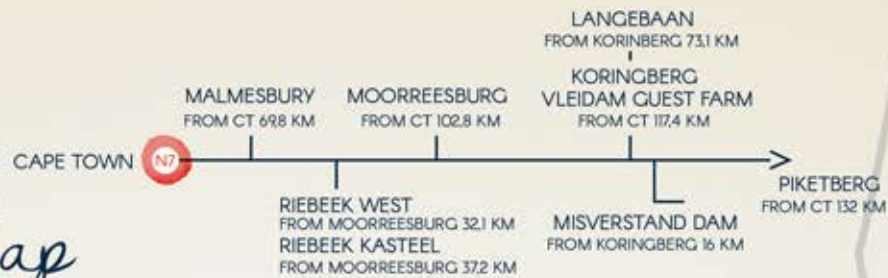 LANGEBAAN
FROM KORINBERG 73,1 KM
KORINGBERG
VLEIDAM GUEST FARM
FROM CT 117,4 KM
MALMESBURY
FROM CT 69,8 KM
MOORREESBURG
FROM CT 102,8 KM
CAPE TOWN
N7
PIKETBERG
FROM CT 132 KM
RIEBEEK WEST
FROM MOORREESBURG 32,1 KM
RIEBEEK KASTEEL
FROM MOORREESBURG 37,2 KM
MISVERSTAND DAM
FROM KORINGBERG 16 KM